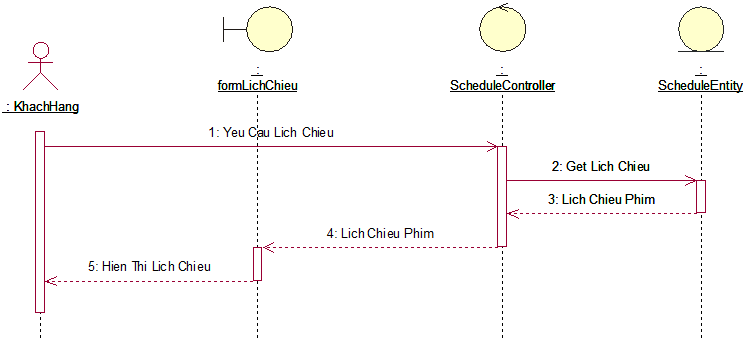 :
formLichChieu
:
ScheduleController
:
ScheduleEntity
: KhachHang
1: Yeu Cau Lich Chieu
2: Get Lich Chieu
3: Lich Chieu Phim
4: Lich Chieu Phim
5: Hien Thi Lich Chieu